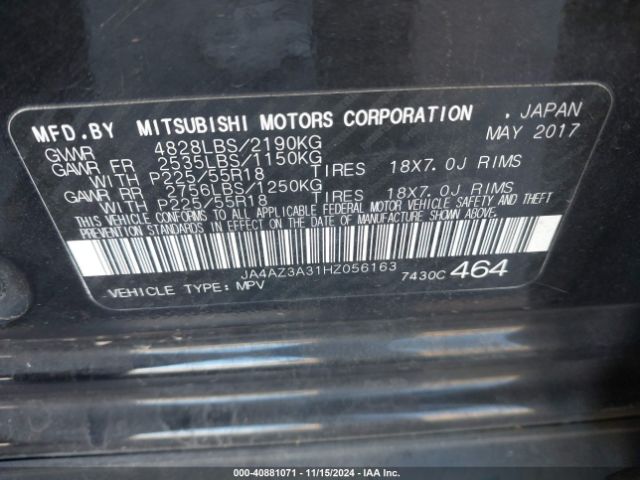 MFD.BY MITSUBISHI MOTORS CORPORATION , JAPAN
GVWR 4828LBS/2190KG MAY 2017
GAWR FR 2535LBS/1150KG
WITH P225/55R18 TIRES 18X7.0J RIMS
GAWR RR 2756LBS/1250KG
WITH P225/55R18 TIRES 18X7.0J RIMS
THIS VEHICLE CONFORMS TO ALL APPLICABLE FEDERAL MOTOR VEHICLE SAFETY AND THEFT
PREVENTION STANDARDS IN EFFECT ON THE DATE OF MANUFACTURE SHOWN ABOVE.
JA4AZ3A31HZ056163 7430C 464
VEHICLE TYPE: MPV
000-40881071 - 11/15/2024 - IAA Inc.